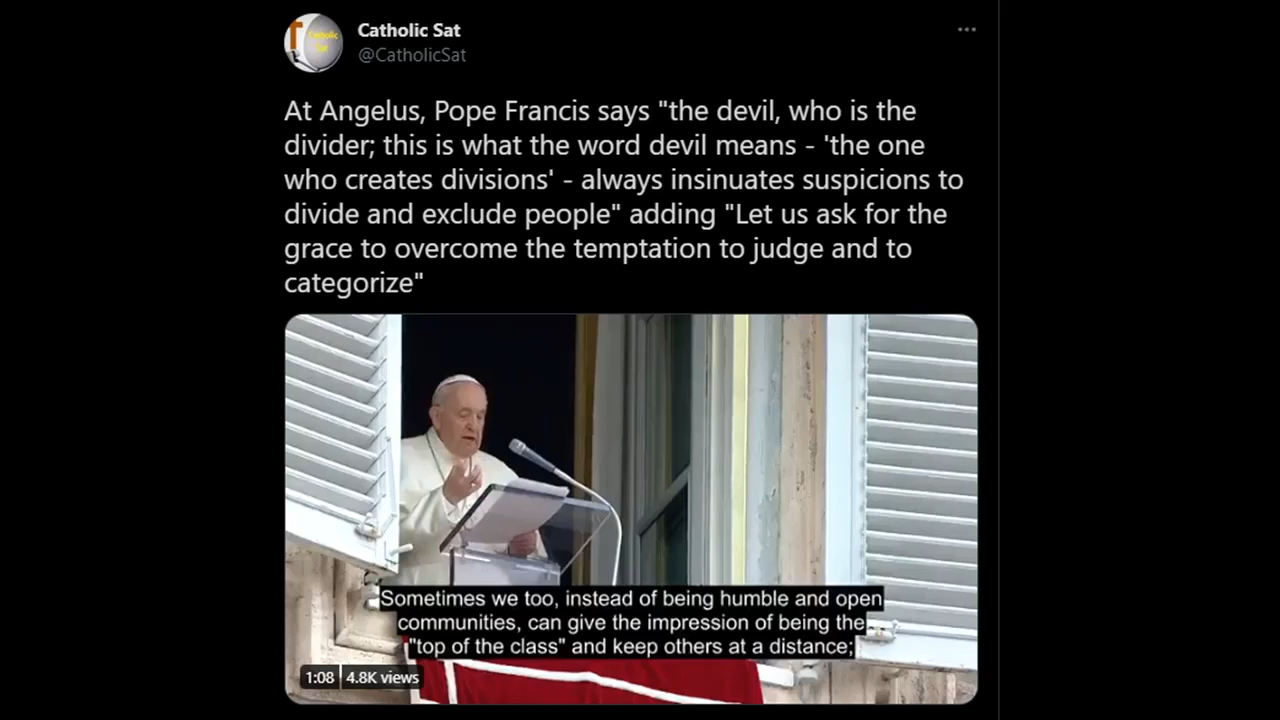 Catholic Sat
@CatholicSat
At Angelus, Pope Francis says "the devil, who is the
divider; this is what the word devil means - 'the one
who creates divisions' - always insinuates suspicions to
divide and exclude people" adding "Let us ask for the
grace to overcome the temptation to judge and to
categorize"
Sometimes we too, instead of being humble and open
communities, can give the impression of being the
"top of the class" and keep others at a distance;
1:08 4.8K views